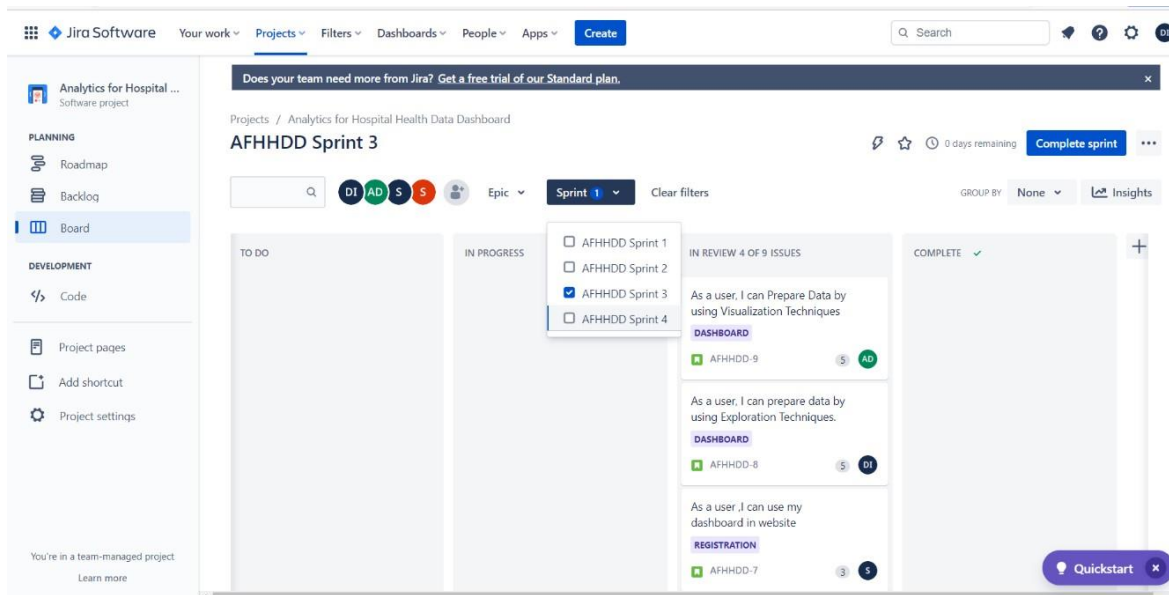 Jira Software Your work Projects Filters Dashboards People Apps Create Search DI
Does your team need more from Jira? Get a free trial of our Standard plan. ×
Analytics for Hospital ...
Software project
Projects / Analytics for Hospital Health Data Dashboard
AFHHDD Sprint 3
0 days remaining Complete sprint ...
PLANNING
Roadmap
Backlog
Board
DEVELOPMENT
Code
Project pages
Add shortcut
Project settings
You're in a team-managed project
Learn more
DI AD S S Epic Sprint 1 Clear filters GROUP BY None Insights
AFHHDD Sprint 1
AFHHDD Sprint 2
AFHHDD Sprint 3
AFHHDD Sprint 4
TO DO
IN PROGRESS
IN REVIEW 4 OF 9 ISSUES
As a user, I can Prepare Data by
using Visualization Techniques
DASHBOARD
AFHHDD-9 5 AD
As a user, I can prepare data by
using Exploration Techniques.
DASHBOARD
AFHHDD-8 5 DI
As a user ,I can use my
dashboard in website
REGISTRATION
AFHHDD-7 3 S
COMPLETE
+
Quickstart ×